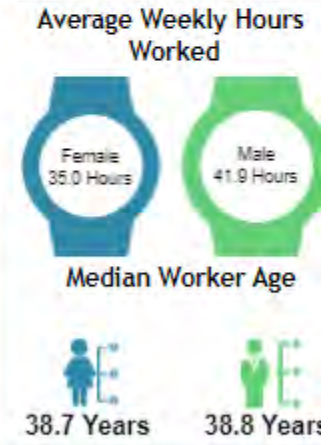 Average Weekly Hours
Worked
Female
35.0 Hours
Male
41.9 Hours
Median Worker Age
38.7 Years
38.8 Years